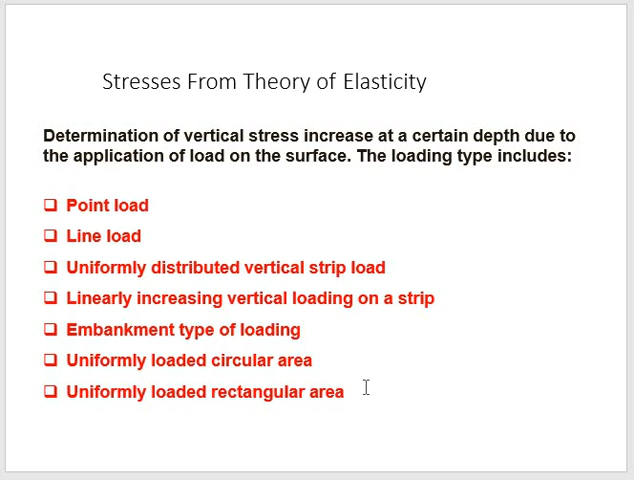 Stresses From Theory of Elasticity
Determination of vertical stress increase at a certain depth due to
the application of load on the surface. The loading type includes:
❑ Point load
❑ Line load
❑ Uniformly distributed vertical strip load
❑ Linearly increasing vertical loading on a strip
❑ Embankment type of loading
❑ Uniformly loaded circular area
❑ Uniformly loaded rectangular area